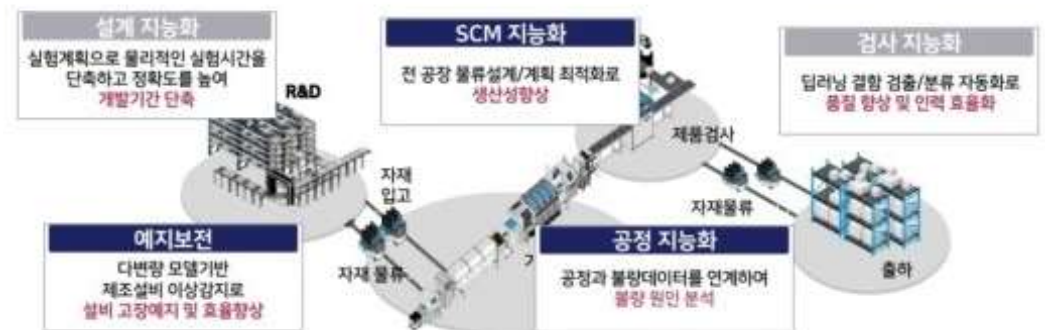 설계 지능화
실험계획으로 물리적인 실험시간을
단축하고 정확도를 높여
개발기간 단축
R&D
SCM 지능화
전 공장 물류설계/계획 최적화로
생산성향상
검사 지능화
딥러닝 결함 검출/분류 자동화로
품질 향상 및 인력 효율화
제품검사
자재물류
출하
자재
입고
자재 물류
예지보전
다변량 모델기반
제조설비 이상감지로
설비 고장예지 및 효율향상
공정 지능화
공정과 불량데이터를 연계하여
불량 원인 분석